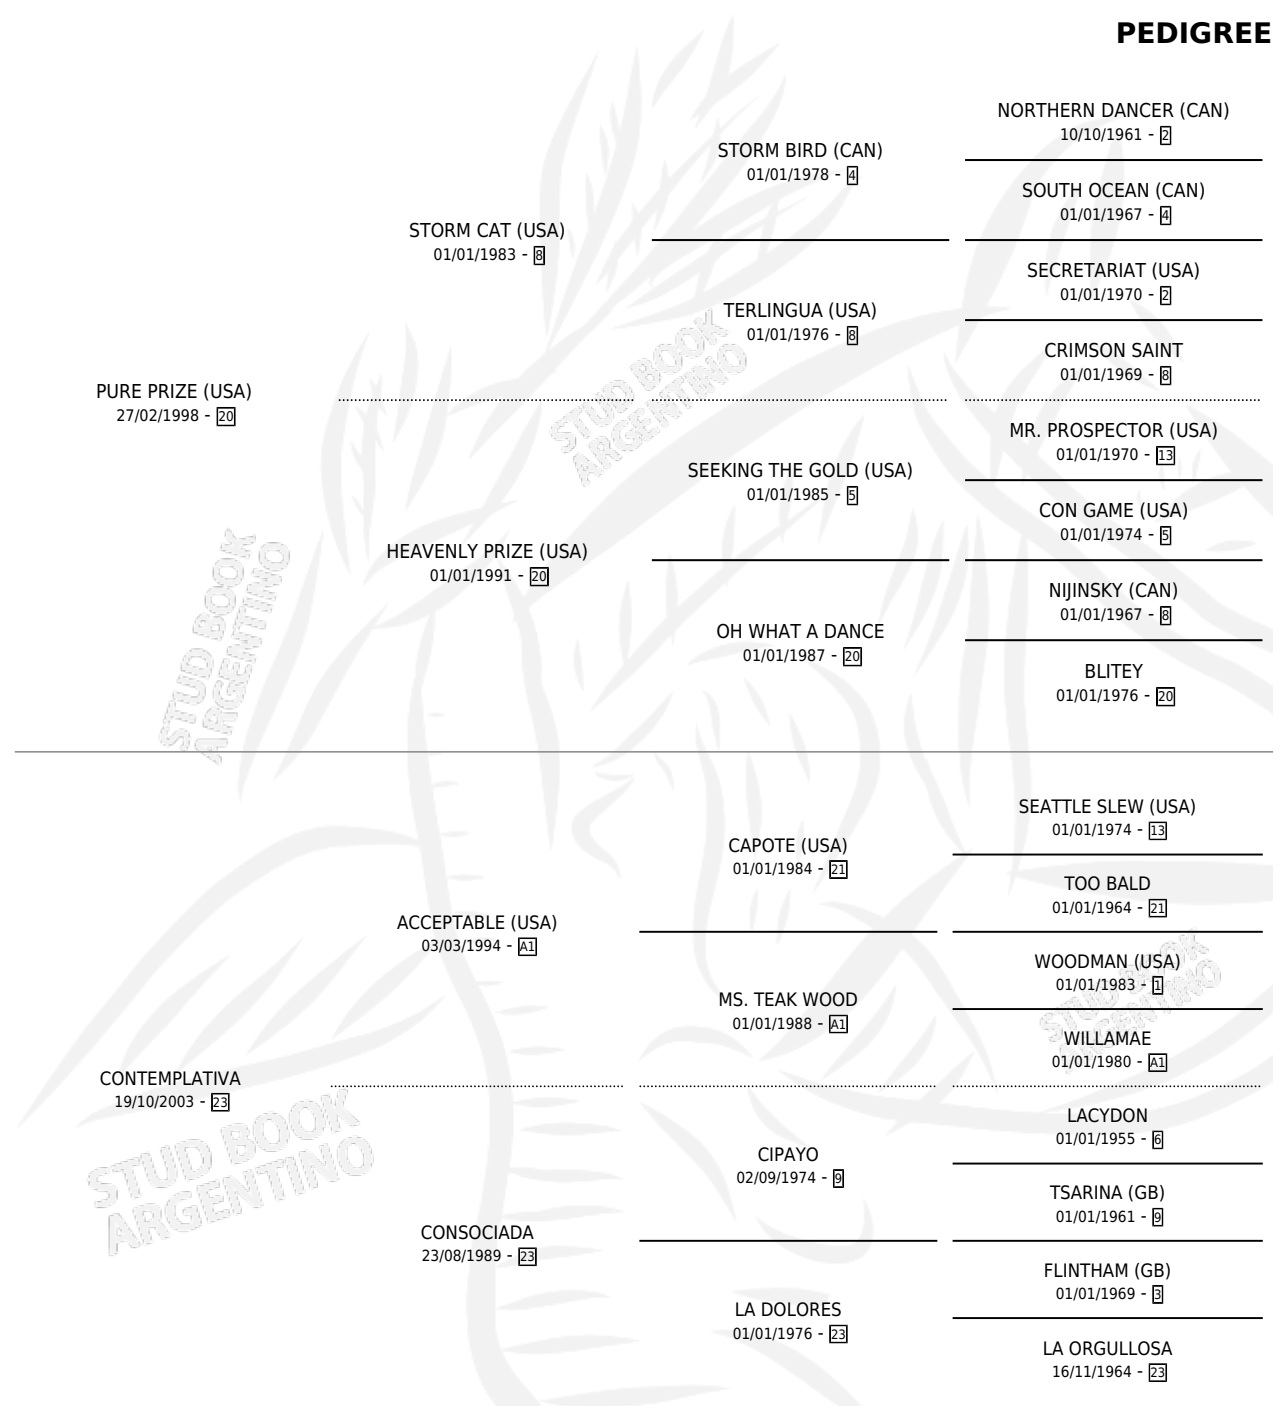 PEDIGREE
NORTHERN DANCER (CAN)
10/10/1961 - 2
STORM BIRD (CAN)
01/01/1978 - 4
SOUTH OCEAN (CAN)
01/01/1967 - 4
STORM CAT (USA)
01/01/1983 - 8
SECRETARIAT (USA)
01/01/1970 - 2
TERLINGUA (USA)
01/01/1976 - 8
CRIMSON SAINT
01/01/1969 - 8
PURE PRIZE (USA)
27/02/1998 - 20
STUD BOOK
ARGENTINO
MR. PROSPECTOR (USA)
01/01/1970 - 13
SEEKING THE GOLD (USA)
01/01/1985 - 5
CON GAME (USA)
01/01/1974 - 5
HEAVENLY PRIZE (USA)
01/01/1991 - 20
NIJINSKY (CAN)
01/01/1967 - 8
OH WHAT A DANCE
01/01/1987 - 20
BLITEY
01/01/1976 - 20
STUD BOOK
ARGENTINO
SEATTLE SLEW (USA)
01/01/1974 - 13
CAPOTE (USA)
01/01/1984 - 21
TOO BALD
01/01/1964 - 21
ACCEPTABLE (USA)
03/03/1994 - A1
WOODMAN (USA)
01/01/1983 - 1
MS. TEAK WOOD
01/01/1988 - A1
STUD BOOK
ARGENTINO
WILLAMAE
01/01/1980 - A1
CONTEMPLATIVA
19/10/2003 - 23
LACYDON
01/01/1955 - 6
CIPAYO
02/09/1974 - 9
STUD BOOK
ARGENTINO
TSARINA (GB)
01/01/1961 - 9
CONSOCIADA
23/08/1989 - 23
FLINTHAM (GB)
01/01/1969 - 3
LA DOLORES
01/01/1976 - 23
LA ORGULLOSA
16/11/1964 - 23